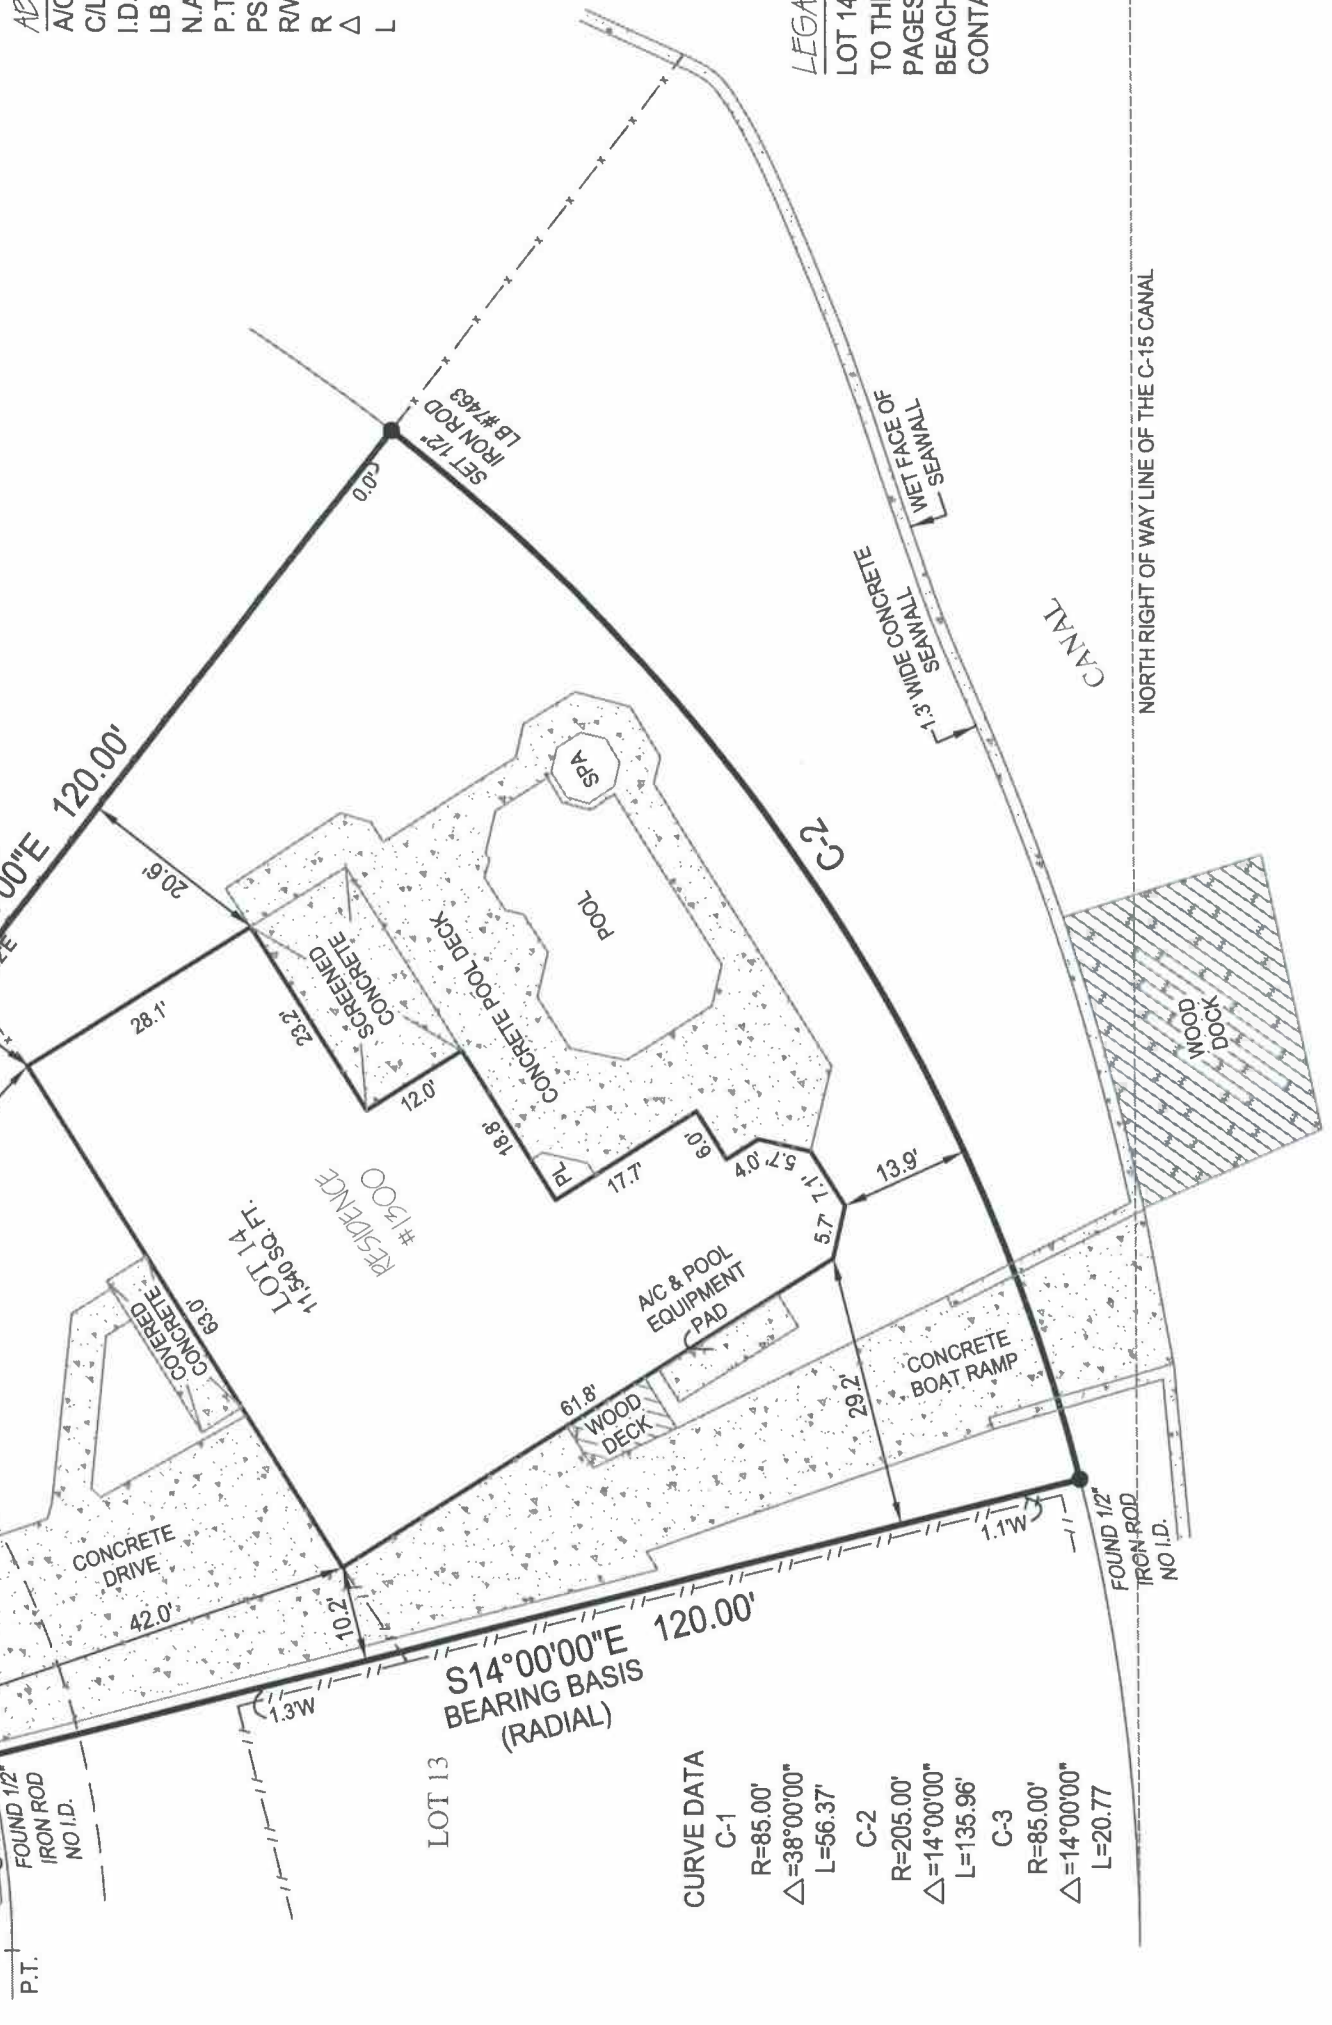 AB
A/C
C/L
I.D.
LB
N.A
P.T
PS
RW
R
△
L
LEGA
LOT 14
TO THE
PAGES
BEACH
CONTA
00"E 120.00'
0.0'
SET 1/2"
IRON ROD
LB #7463
20.6'
28.1'
23.2'
SCREENED
CONCRETE
12.0'
18.8'
CONCRETE POOL DECK
SPA
POOL
C-2
PL
17.7'
6.0'
4.0'
5.7'
7.1'
5.7'
13.9'
LOT 14
11,540 SQ. FT.
RESIDENCE
#1300
COVERED
CONCRETE
63.0'
A/C & POOL
EQUIPMENT
PAD
61.8'
WOOD
DECK
29.2'
CONCRETE
BOAT RAMP
CONCRETE
DRIVE
42.0'
10.2'
S14°00'00"E 120.00'
BEARING BASIS
(RADIAL)
1.3'W
1.1'W
FOUND 1/2"
IRON ROD
NO I.D.
FOUND 1/2"
IRON ROD
NO I.D.
P.T.
LOT 13
WET FACE OF
SEAWALL
1.3' WIDE CONCRETE
SEAWALL
CANAL
NORTH RIGHT OF WAY LINE OF THE C-15 CANAL
WOOD
DOCK
CURVE DATA
C-1
R=85.00'
△=38°00'00"
L=56.37'
C-2
R=205.00'
△=14°00'00"
L=135.96'
C-3
R=85.00'
△=14°00'00"
L=20.77